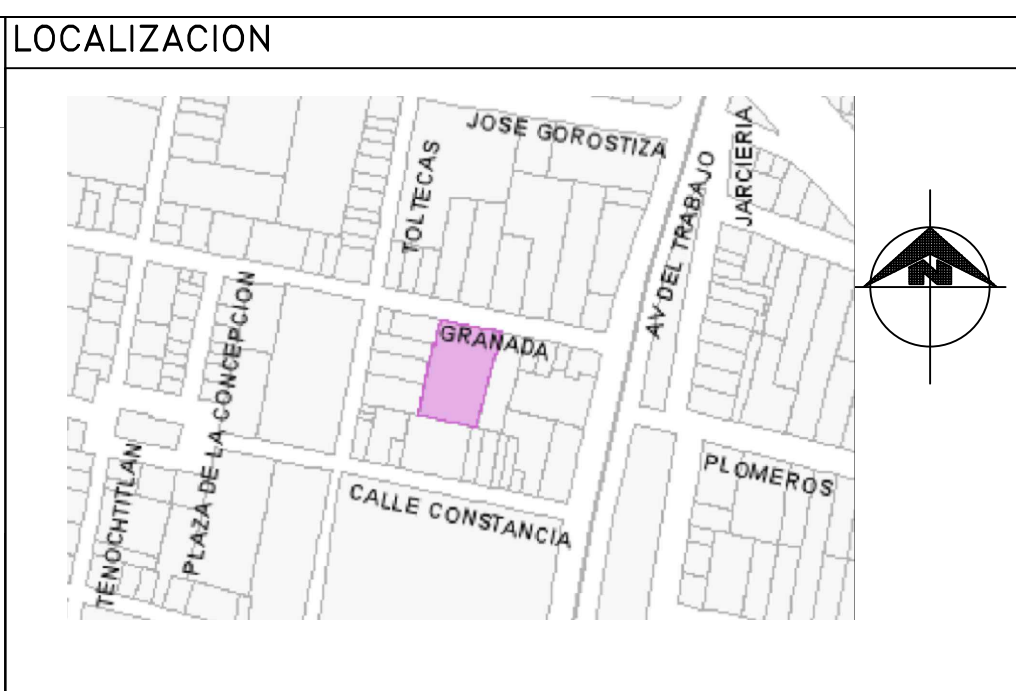 LOCALIZACION
JOSE GOROSTIZA
TOLTECAS
AV DEL TRABAJO
JARCIERIA
N
GRANADA
PLAZA DE LA CONCEPCION
TENOCHTITLAN
CALLE CONSTANCIA
PLOMEROS